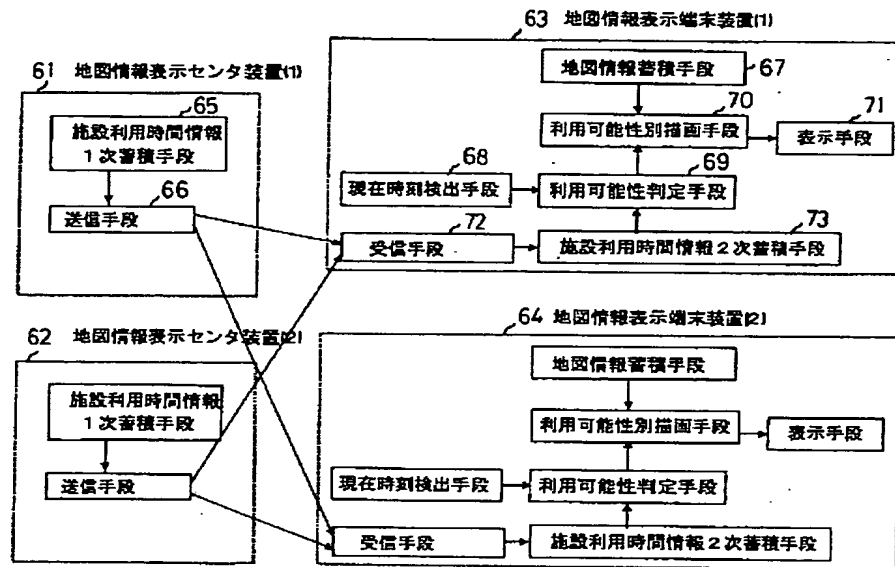 63 地図情報表示端末装置(1)
61 地図情報表示センタ装置(1)
地図情報蓄積手段 67
65
施設利用時間情報
1次蓄積手段
70
71
利用可能性別描画手段
表示手段
68
69
現在時刻検出手段
利用可能性判定手段
66
送信手段
72
73
受信手段
施設利用時間情報2次蓄積手段
64 地図情報表示端末装置(2)
62 地図情報表示センタ装置(2)
地図情報蓄積手段
施設利用時間情報
1次蓄積手段
利用可能性別描画手段
表示手段
送信手段
現在時刻検出手段
利用可能性判定手段
受信手段
施設利用時間情報2次蓄積手段